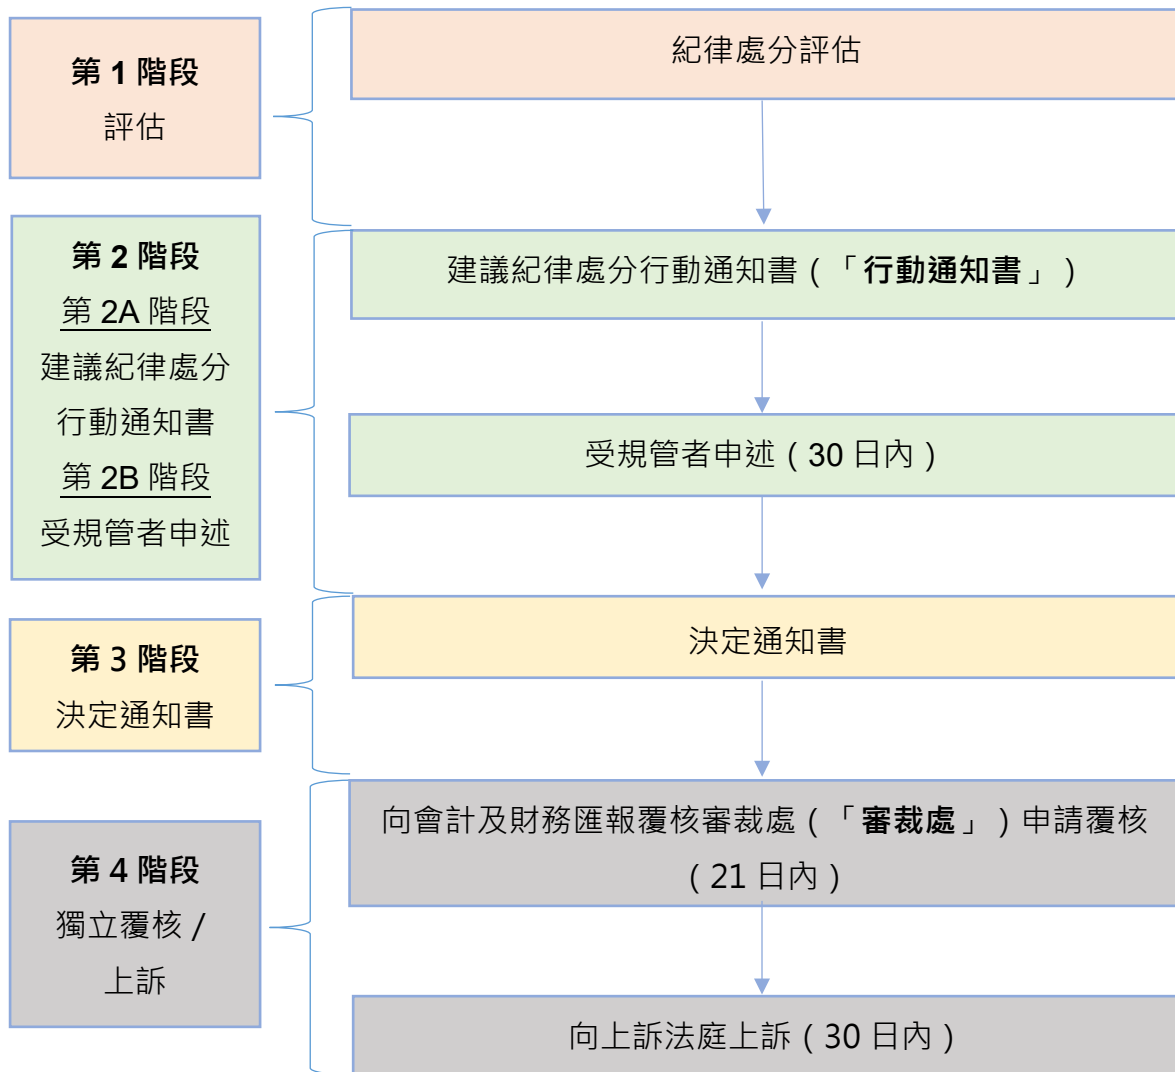 第 1 階段
評估
紀律處分評估
第 2 階段
第 2A 階段
建議紀律處分
行動通知書
第 2B 階段
受規管者申述
建議紀律處分行動通知書（「行動通知書」）
受規管者申述（30 日內）
第 3 階段
決定通知書
決定通知書
第 4 階段
獨立覆核 /
上訴
向會計及財務匯報覆核審裁處（「審裁處」）申請覆核
（21 日內）
向上訴法庭上訴（30 日內）